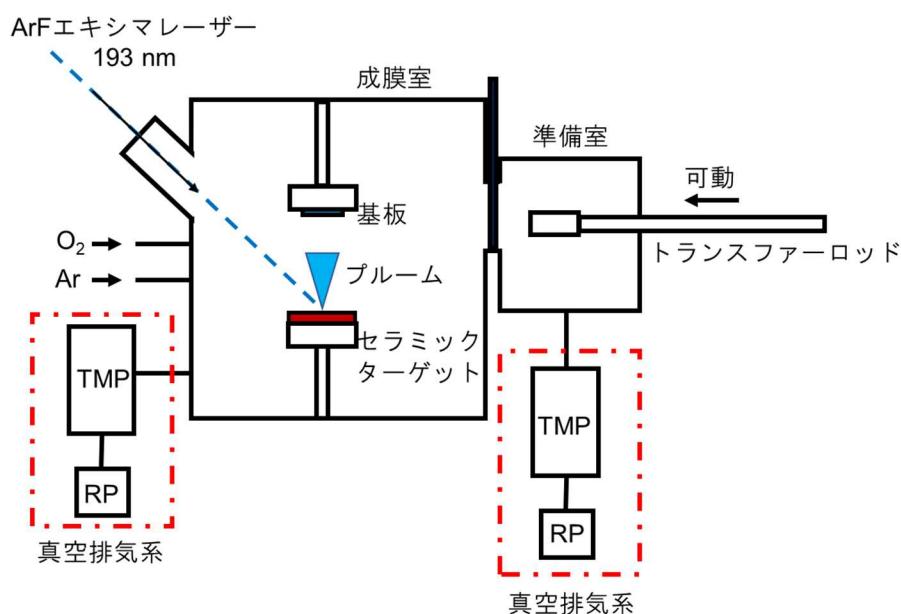 ArFエキシマレーザー
193 nm
成膜室
準備室
可動
基板
トランスファーロッド
O₂
Ar
プルーム
セラミック
ターゲット
TMP
RP
真空排気系
TMP
RP
真空排気系